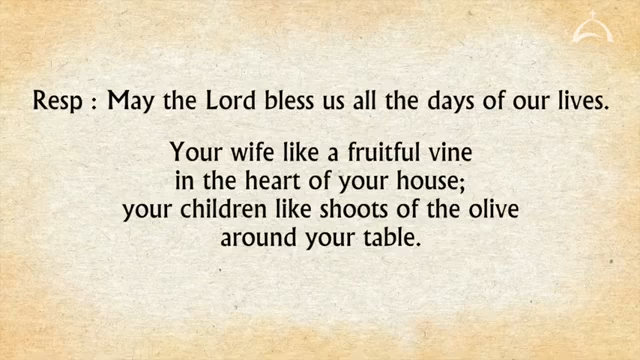 Resp : May the Lord bless us all the days of our lives.
Your wife like a fruitful vine
in the heart of your house;
your children like shoots of the olive
around your table.